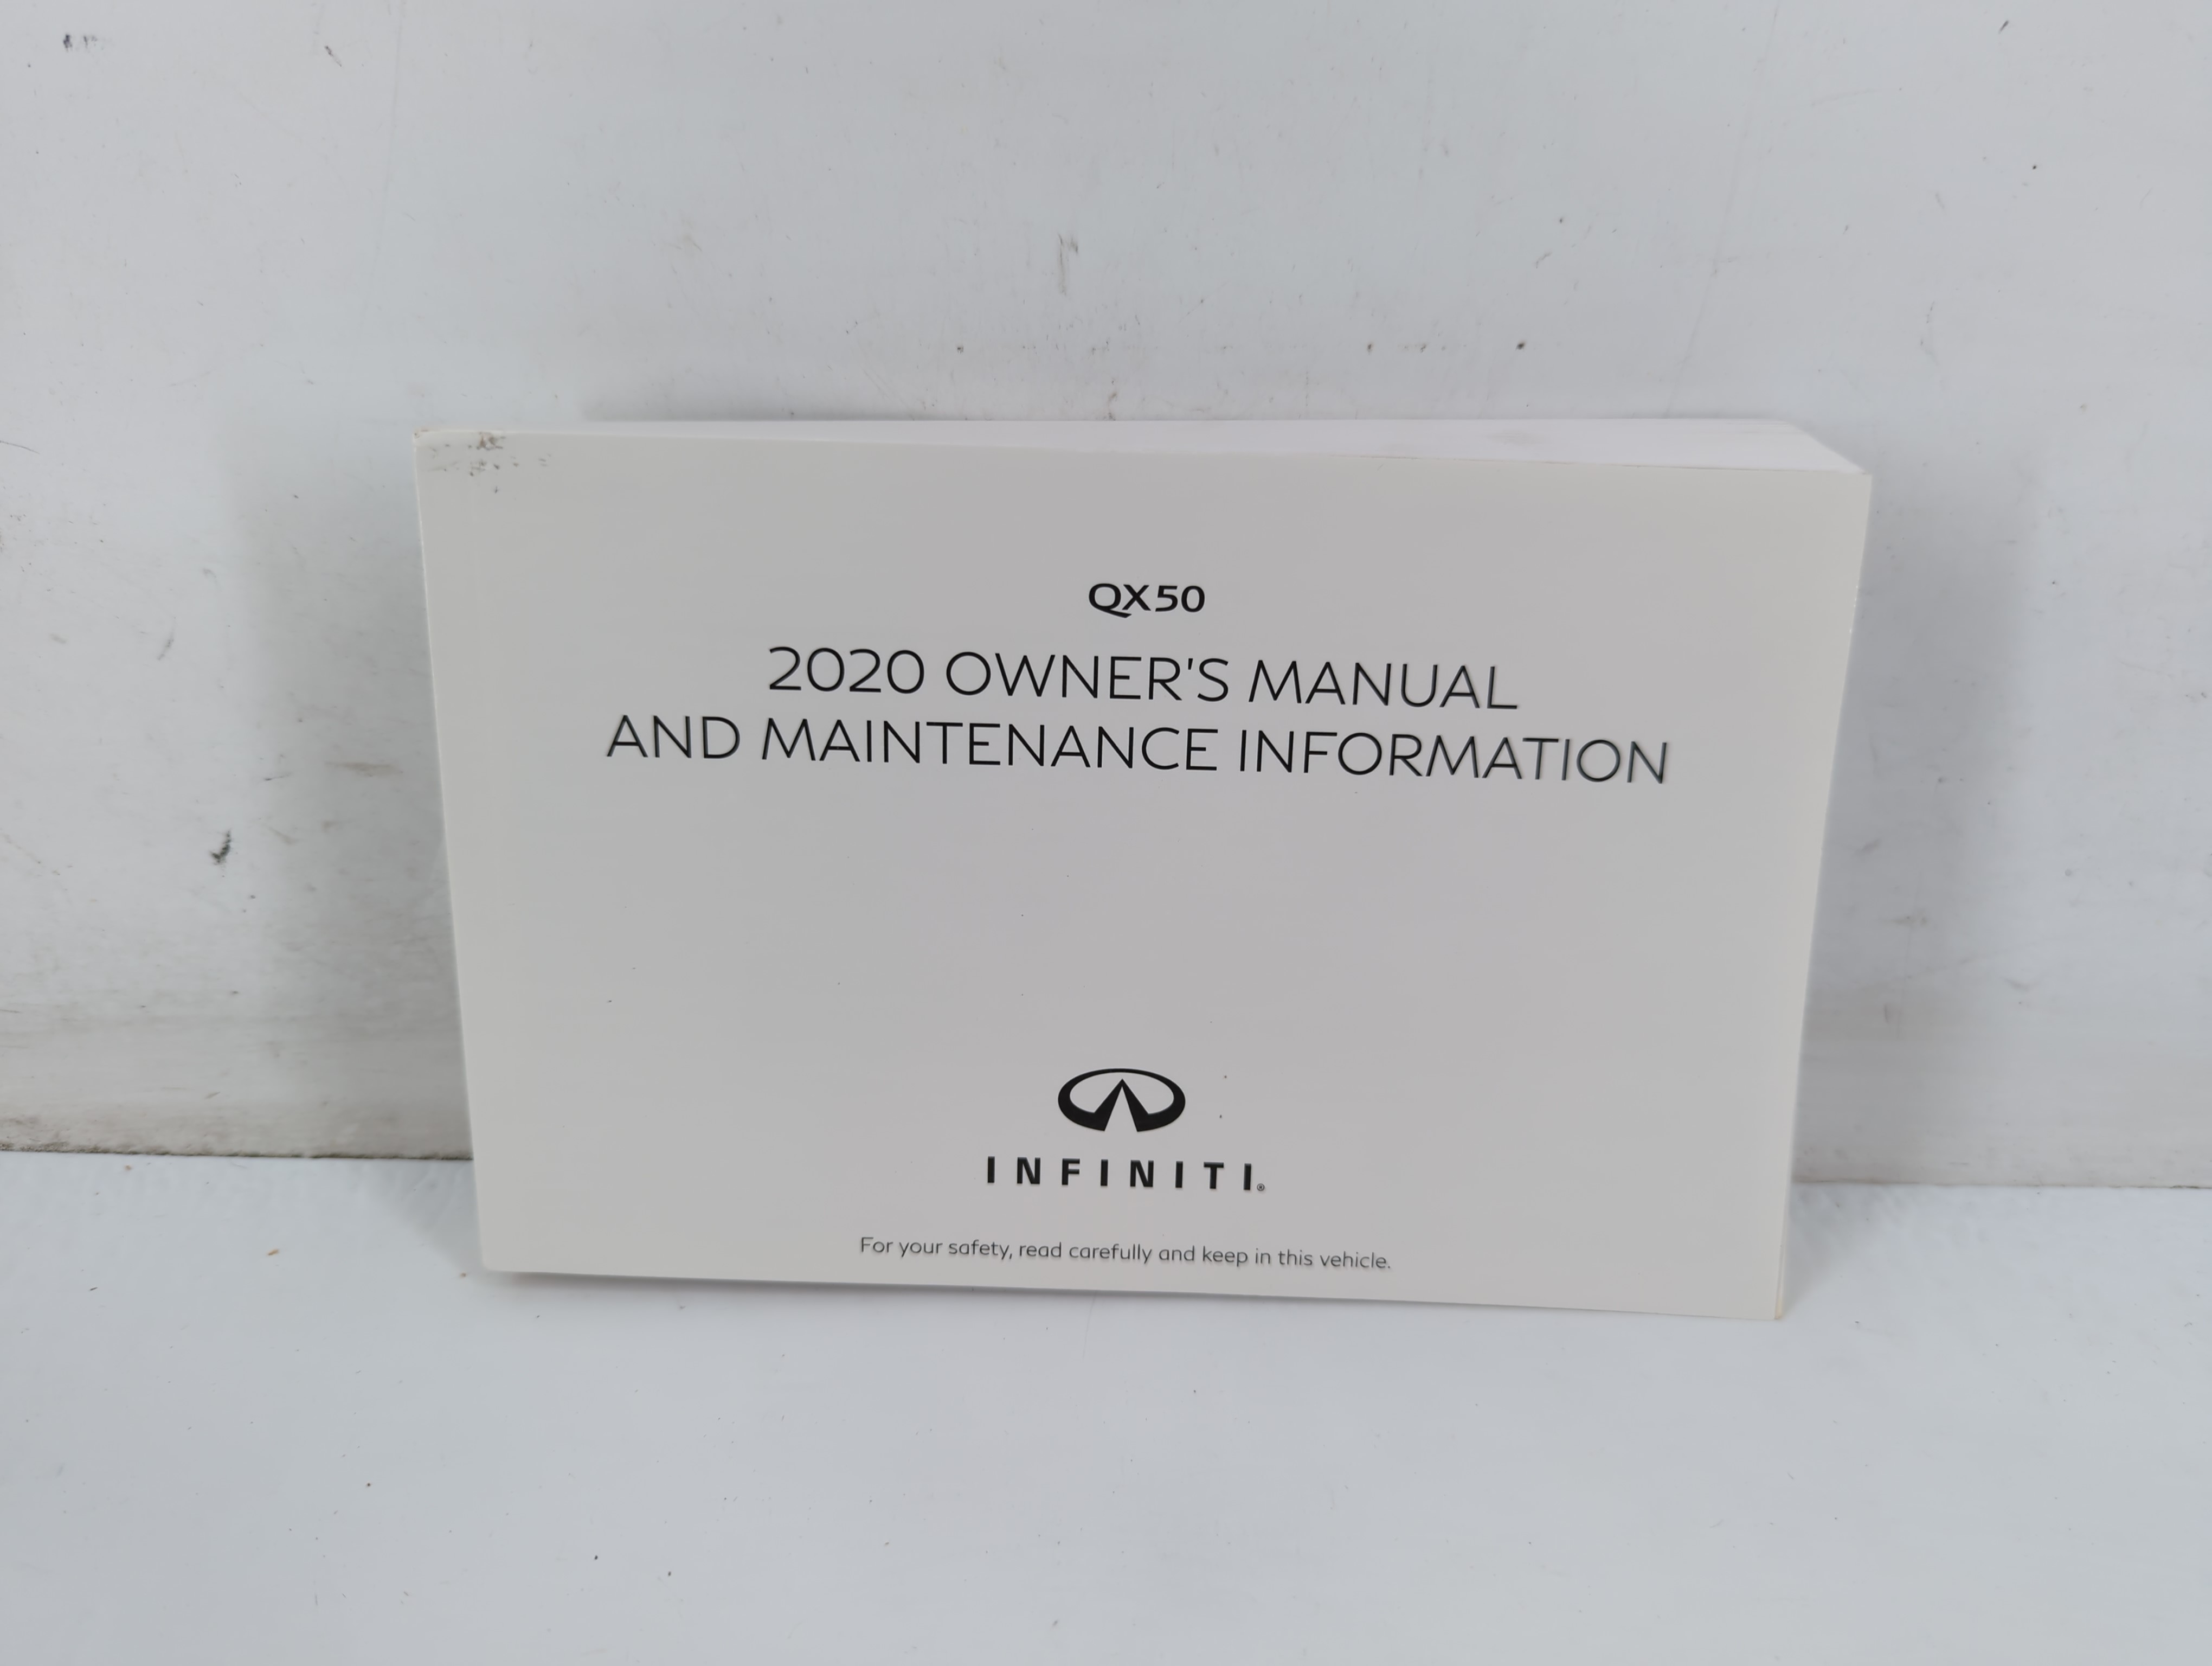 QX50
2020 OWNER'S MANUAL
AND MAINTENANCE INFORMATION
INFINITI®
For your safety, read carefully and keep in this vehicle.